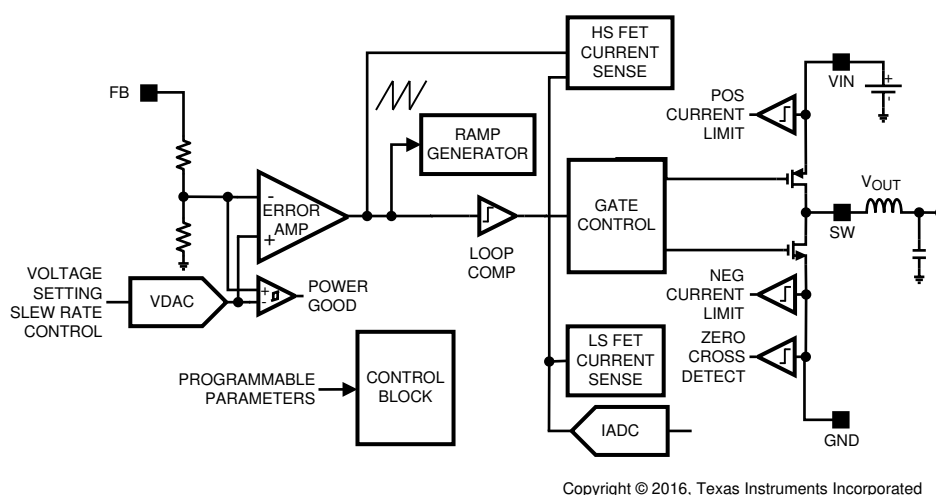 HS FET
CURRENT
SENSE
VIN
+
-
FB
POS
CURRENT
LIMIT
RAMP
GENERATOR
-
ERROR
AMP
+
GATE
CONTROL
VOUT
SW
LOOP
COMP
VOLTAGE
SETTING
SLEW RATE
CONTROL
VDAC
+
-
POWER
GOOD
NEG
CURRENT
LIMIT
ZERO
CROSS
DETECT
LS FET
CURRENT
SENSE
PROGRAMMABLE
PARAMETERS
CONTROL
BLOCK
IADC
GND
Copyright © 2016, Texas Instruments Incorporated